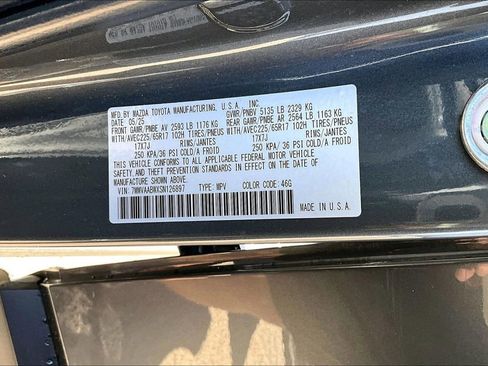 MFD. BY MAZDA TOYOTA MANUFACTURING, U.S.A., INC.
DATE: 05/25 GVWR/PNBV 5135 LB 2329 KG
FRONT GAWR/PNBE AV 2593 LB 1176 KG REAR GAWR/PNBE AR 2564 LB 1163 KG
WITH/AVEC225/65R17 102H TIRES/PNEUS WITH/AVEC225/65R17 102H TIRES/PNEUS
17X7J RIMS/JANTES 17X7J RIMS/JANTES
250 KPA/36 PSI COLD/A FROID 250 KPA/36 PSI COLD/A FROID
THIS VEHICLE CONFORMS TO ALL APPLICABLE FEDERAL MOTOR VEHICLE
SAFETY, AND THEFT PREVENTION STANDARDS IN EFFECT ON THE DATE OF
MANUFACTURE SHOWN ABOVE.
VIN: 7MMVAABWXSN126897 TYPE: MPV COLOR CODE: 46G
MADE IN U.S.A.